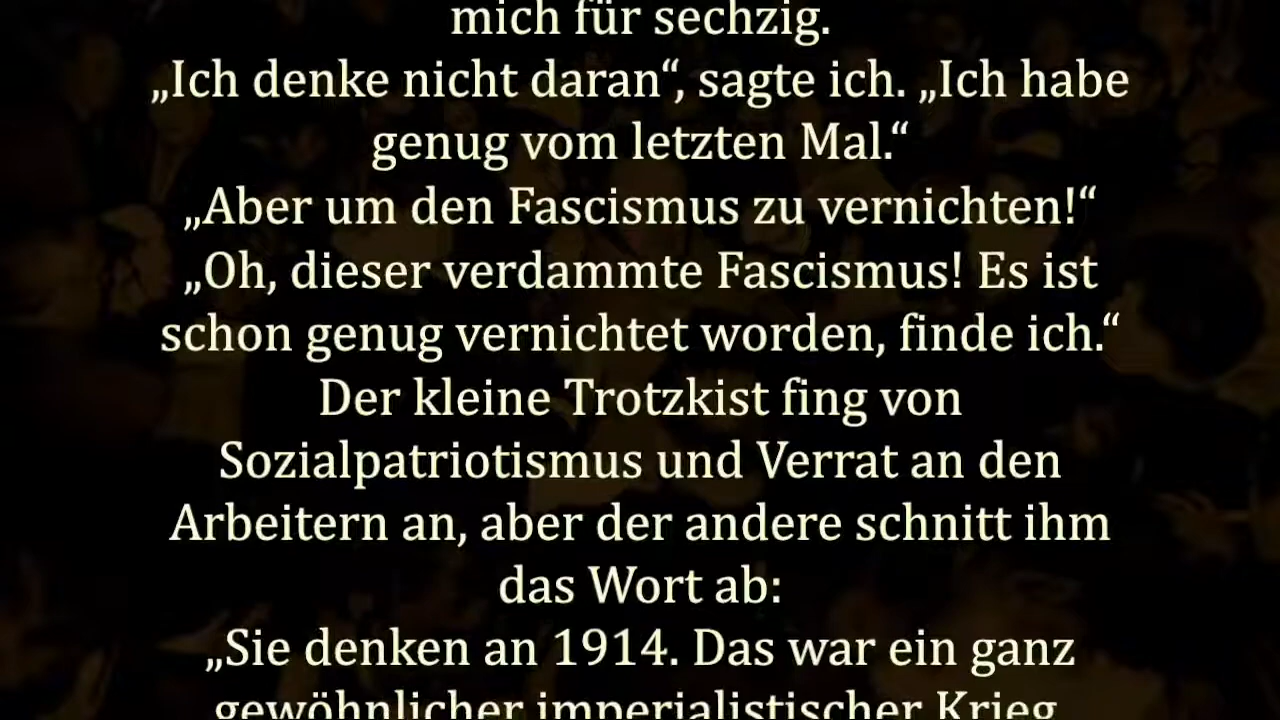 mich für sechzig.
„Ich denke nicht daran“, sagte ich. „Ich habe
genug vom letzten Mal.“
„Aber um den Fascismus zu vernichten!“
„Oh, dieser verdammte Fascismus! Es ist
schon genug vernichtet worden, finde ich.“
Der kleine Trotzkist fing von
Sozialpatriotismus und Verrat an den
Arbeitern an, aber der andere schnitt ihm
das Wort ab:
„Sie denken an 1914. Das war ein ganz
gewöhnlicher imperialistischer Krieg.